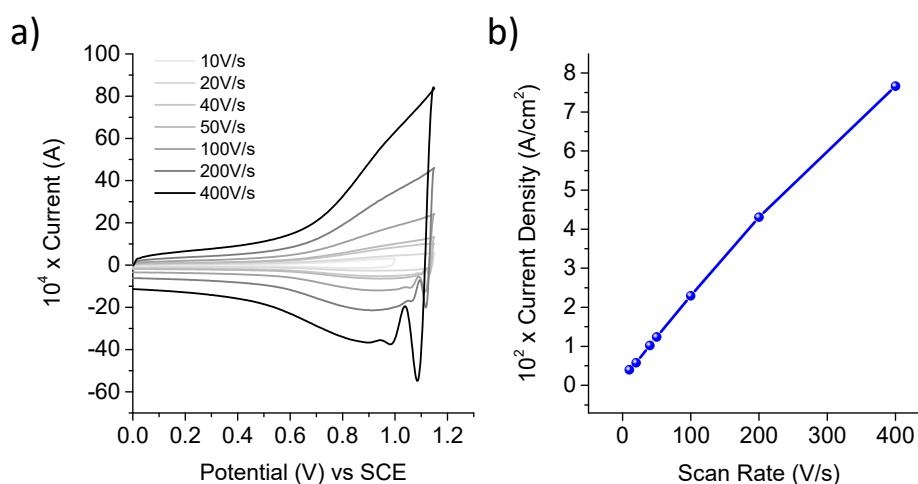 a)
100
80
60
40
20
0
-20
-40
-60
10⁴ x Current (A)
10V/s
20V/s
40V/s
50V/s
100V/s
200V/s
400V/s
0.0 0.2 0.4 0.6 0.8 1.0 1.2
Potential (V) vs SCE
b)
8
7
6
5
4
3
2
1
0
10² x Current Density (A/cm²)
0 100 200 300 400
Scan Rate (V/s)